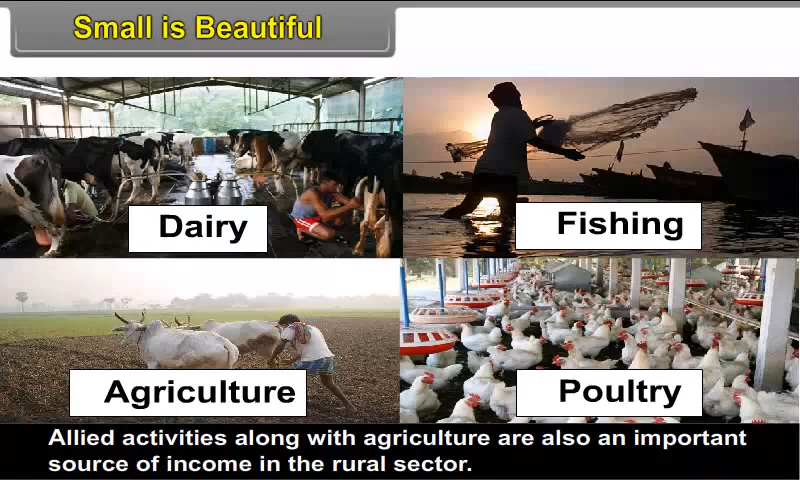 Small is Beautiful
Dairy
Fishing
Agriculture
Poultry
Allied activities along with agriculture are also an important
source of income in the rural sector.